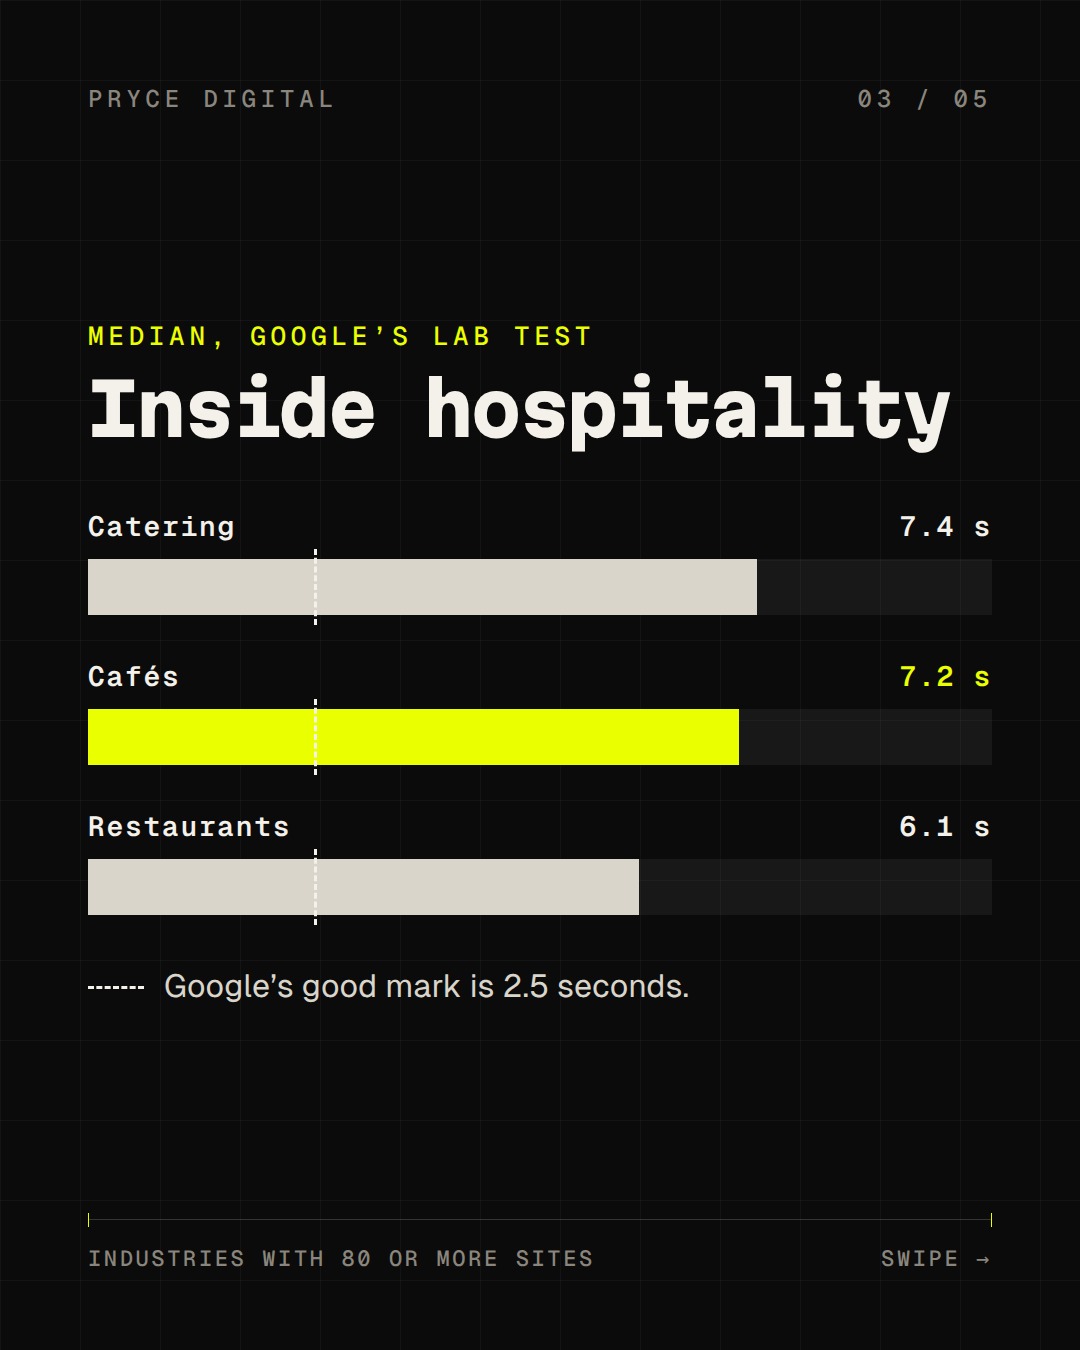 PRYCE DIGITAL
03 / 05
MEDIAN, GOOGLE’S LAB TEST
Inside hospitality
Catering
7.4 s
Cafés
7.2 s
Restaurants
6.1 s
Google’s good mark is 2.5 seconds.
INDUSTRIES WITH 80 OR MORE SITES
SWIPE →